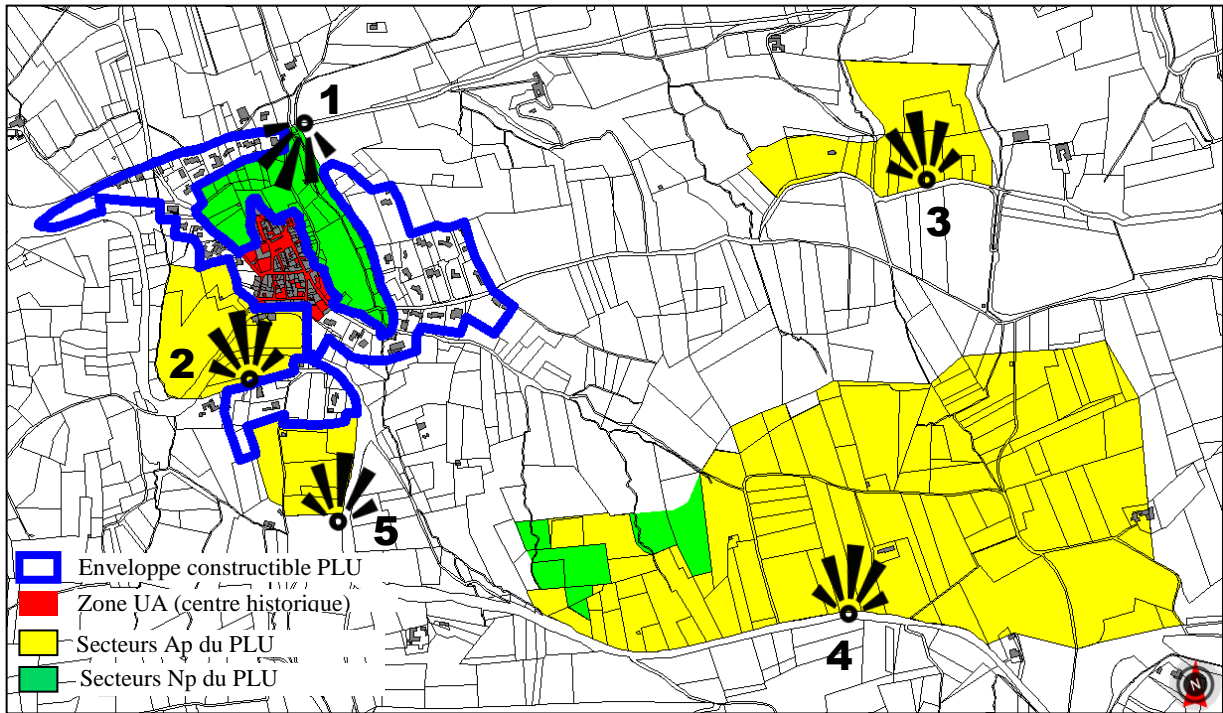 1
3
2
5
4
Enveloppe constructible PLU
Zone UA (centre historique)
Secteurs Ap du PLU
Secteurs Np du PLU
N